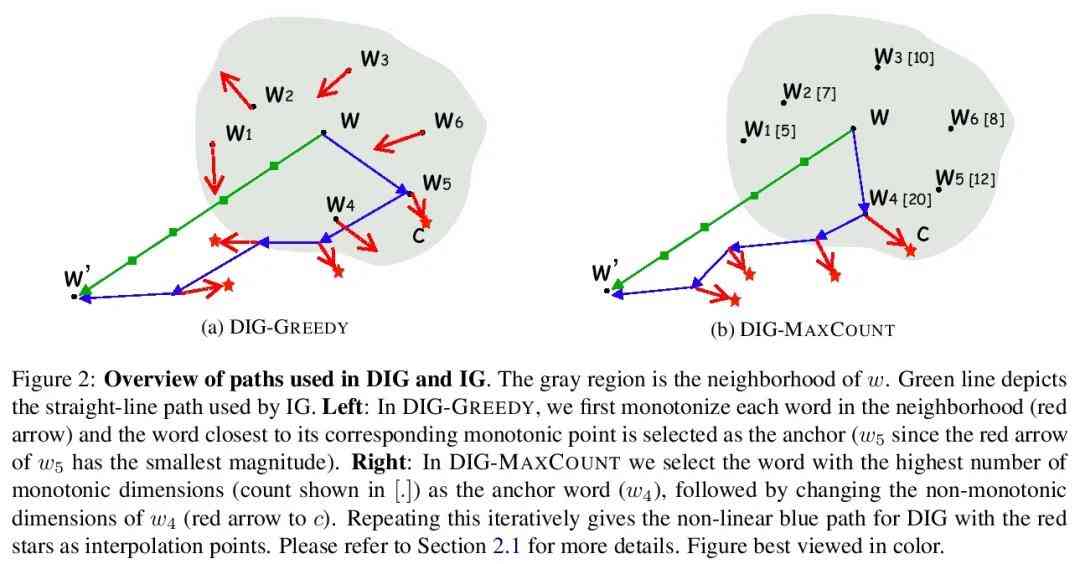 W3
W2
W
W6
W1
W5
W4
C
W'
(a) DIG-GREEDY
W3 [10]
W2 [7]
W
W6 [8]
W1 [5]
W5 [12]
W4 [20]
C
W'
(b) DIG-MAXCOUNT
Figure 2: Overview of paths used in DIG and IG. The gray region is the neighborhood of w. Green line depicts
the straight-line path used by IG. Left: In DIG-GREEDY, we first monotonize each word in the neighborhood (red
arrow) and the word closest to its corresponding monotonic point is selected as the anchor (w5 since the red arrow
of w5 has the smallest magnitude). Right: In DIG-MAXCOUNT we select the word with the highest number of
monotonic dimensions (count shown in [.]) as the anchor word (w4), followed by changing the non-monotonic
dimensions of w4 (red arrow to c). Repeating this iteratively gives the non-linear blue path for DIG with the red
stars as interpolation points. Please refer to Section 2.1 for more details. Figure best viewed in color.